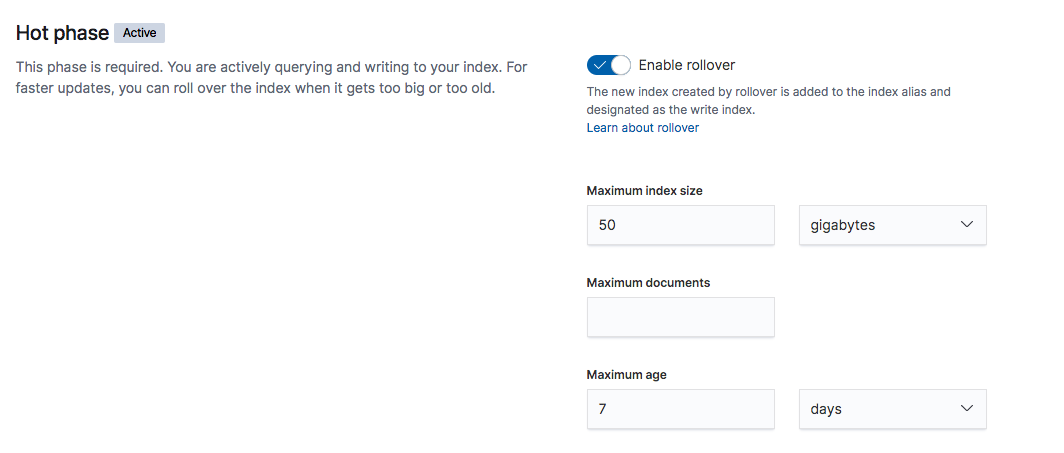 Hot phase Active
This phase is required. You are actively querying and writing to your index. For
faster updates, you can roll over the index when it gets too big or too old.
Enable rollover
The new index created by rollover is added to the index alias and
designated as the write index.
Learn about rollover
Maximum index size
50 gigabytes
Maximum documents
Maximum age
7 days